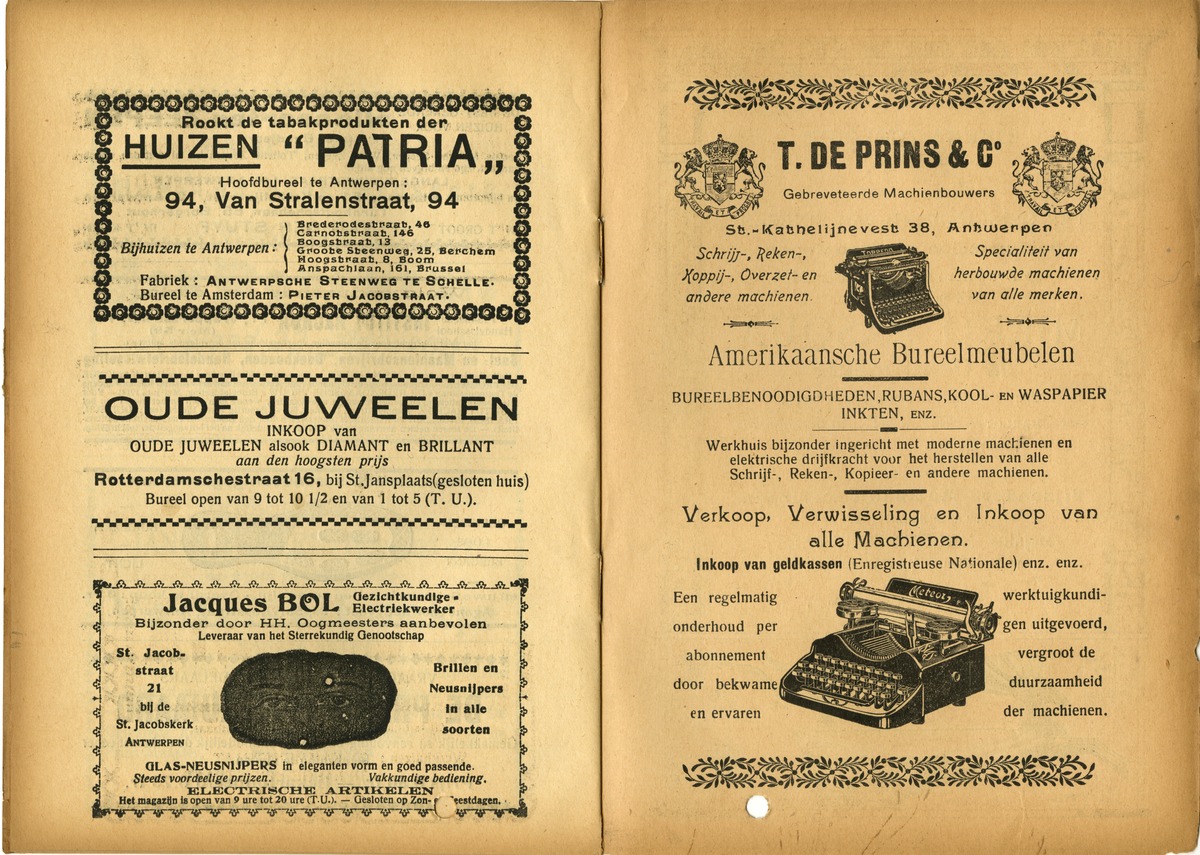 Rookt de tabakprodukten der
HUIZEN “ PATRIA „
Hoofdbureel te Antwerpen :
94, Van Stralenstraat, 94
Bijhuizen te Antwerpen :
Brederodestraat, 46
Carnotstraat, 146
Boogstraat, 13
Groote Steenweg, 25, Berchem
Hoogstraat, 8, Boom
Anspachlaan, 161, Brussel
Fabriek : ANTWERPSCHE STEENWEG TE SCHELLE.
Bureel te Amsterdam : PIETER JACOBSTRAAT.
OUDE JUWEELEN
INKOOP van
OUDE JUWEELEN alsook DIAMANT en BRILLANT
aan den hoogsten prijs
Rotterdamschestraat 16, bij St.Jansplaats(gesloten huis)
Bureel open van 9 tot 10 1/2 en van 1 tot 5 (T. U.).
Jacques BOL Gezichtkundige -
Electriekwerker
Bijzonder door HH. Oogmeesters aanbevolen
Leveraar van het Sterrekundig Genootschap
St. Jacob-
straat
21
bij de
St. Jacobskerk
ANTWERPEN
Brillen en
Neusnijpers
in alle
soorten
GLAS-NEUSNIJPERS in eleganten vorm en goed passende.
Steeds voordeelige prijzen. Vakkundige bediening.
ELECTRISCHE ARTIKELEN
Het magazijn is open van 9 ure tot 20 ure (T.U.). — Gesloten op Zon-
T. DE PRINS & Cº
Gebreveteerde Machienbouwers
St.-Kathelijnevest 38, Antwerpen
Schrijf-, Reken-,
Koppij-, Overzet- en
andere machienen.
Specialiteit van
herbouwde machienen
van alle merken.
Amerikaansche Bureelmeubelen
BUREELBENOODIGDHEDEN,RUBANS,KOOL- EN WASPAPIER
INKTEN, ENZ.
Werkhuis bijzonder ingericht met moderne machienen en
elektrische drijfkracht voor het herstellen van alle
Schrijf-, Reken-, Kopieer- en andere machienen.
Verkoop, Verwisseling en Inkoop van
alle Machienen.
Inkoop van geldkassen (Enregistreuse Nationale) enz. enz.
Een regelmatig
onderhoud per
abonnement
door bekwame
en ervaren
Meteor
werktuigkundi-
gen uitgevoerd,
vergroot de
duurzaamheid
der machienen.